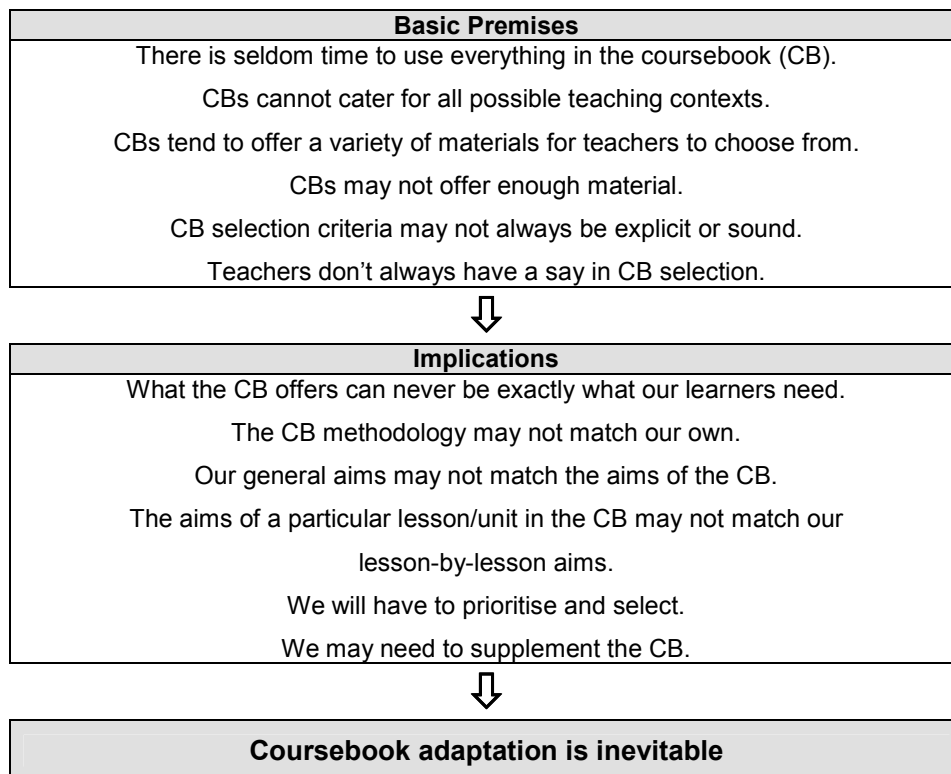 Basic Premises
There is seldom time to use everything in the coursebook (CB).
CBs cannot cater for all possible teaching contexts.
CBs tend to offer a variety of materials for teachers to choose from.
CBs may not offer enough material.
CB selection criteria may not always be explicit or sound.
Teachers don't always have a say in CB selection.
Implications
What the CB offers can never be exactly what our learners need.
The CB methodology may not match our own.
Our general aims may not match the aims of the CB.
The aims of a particular lesson/unit in the CB may not match our
lesson-by-lesson aims.
We will have to prioritise and select.
We may need to supplement the CB.
Coursebook adaptation is inevitable